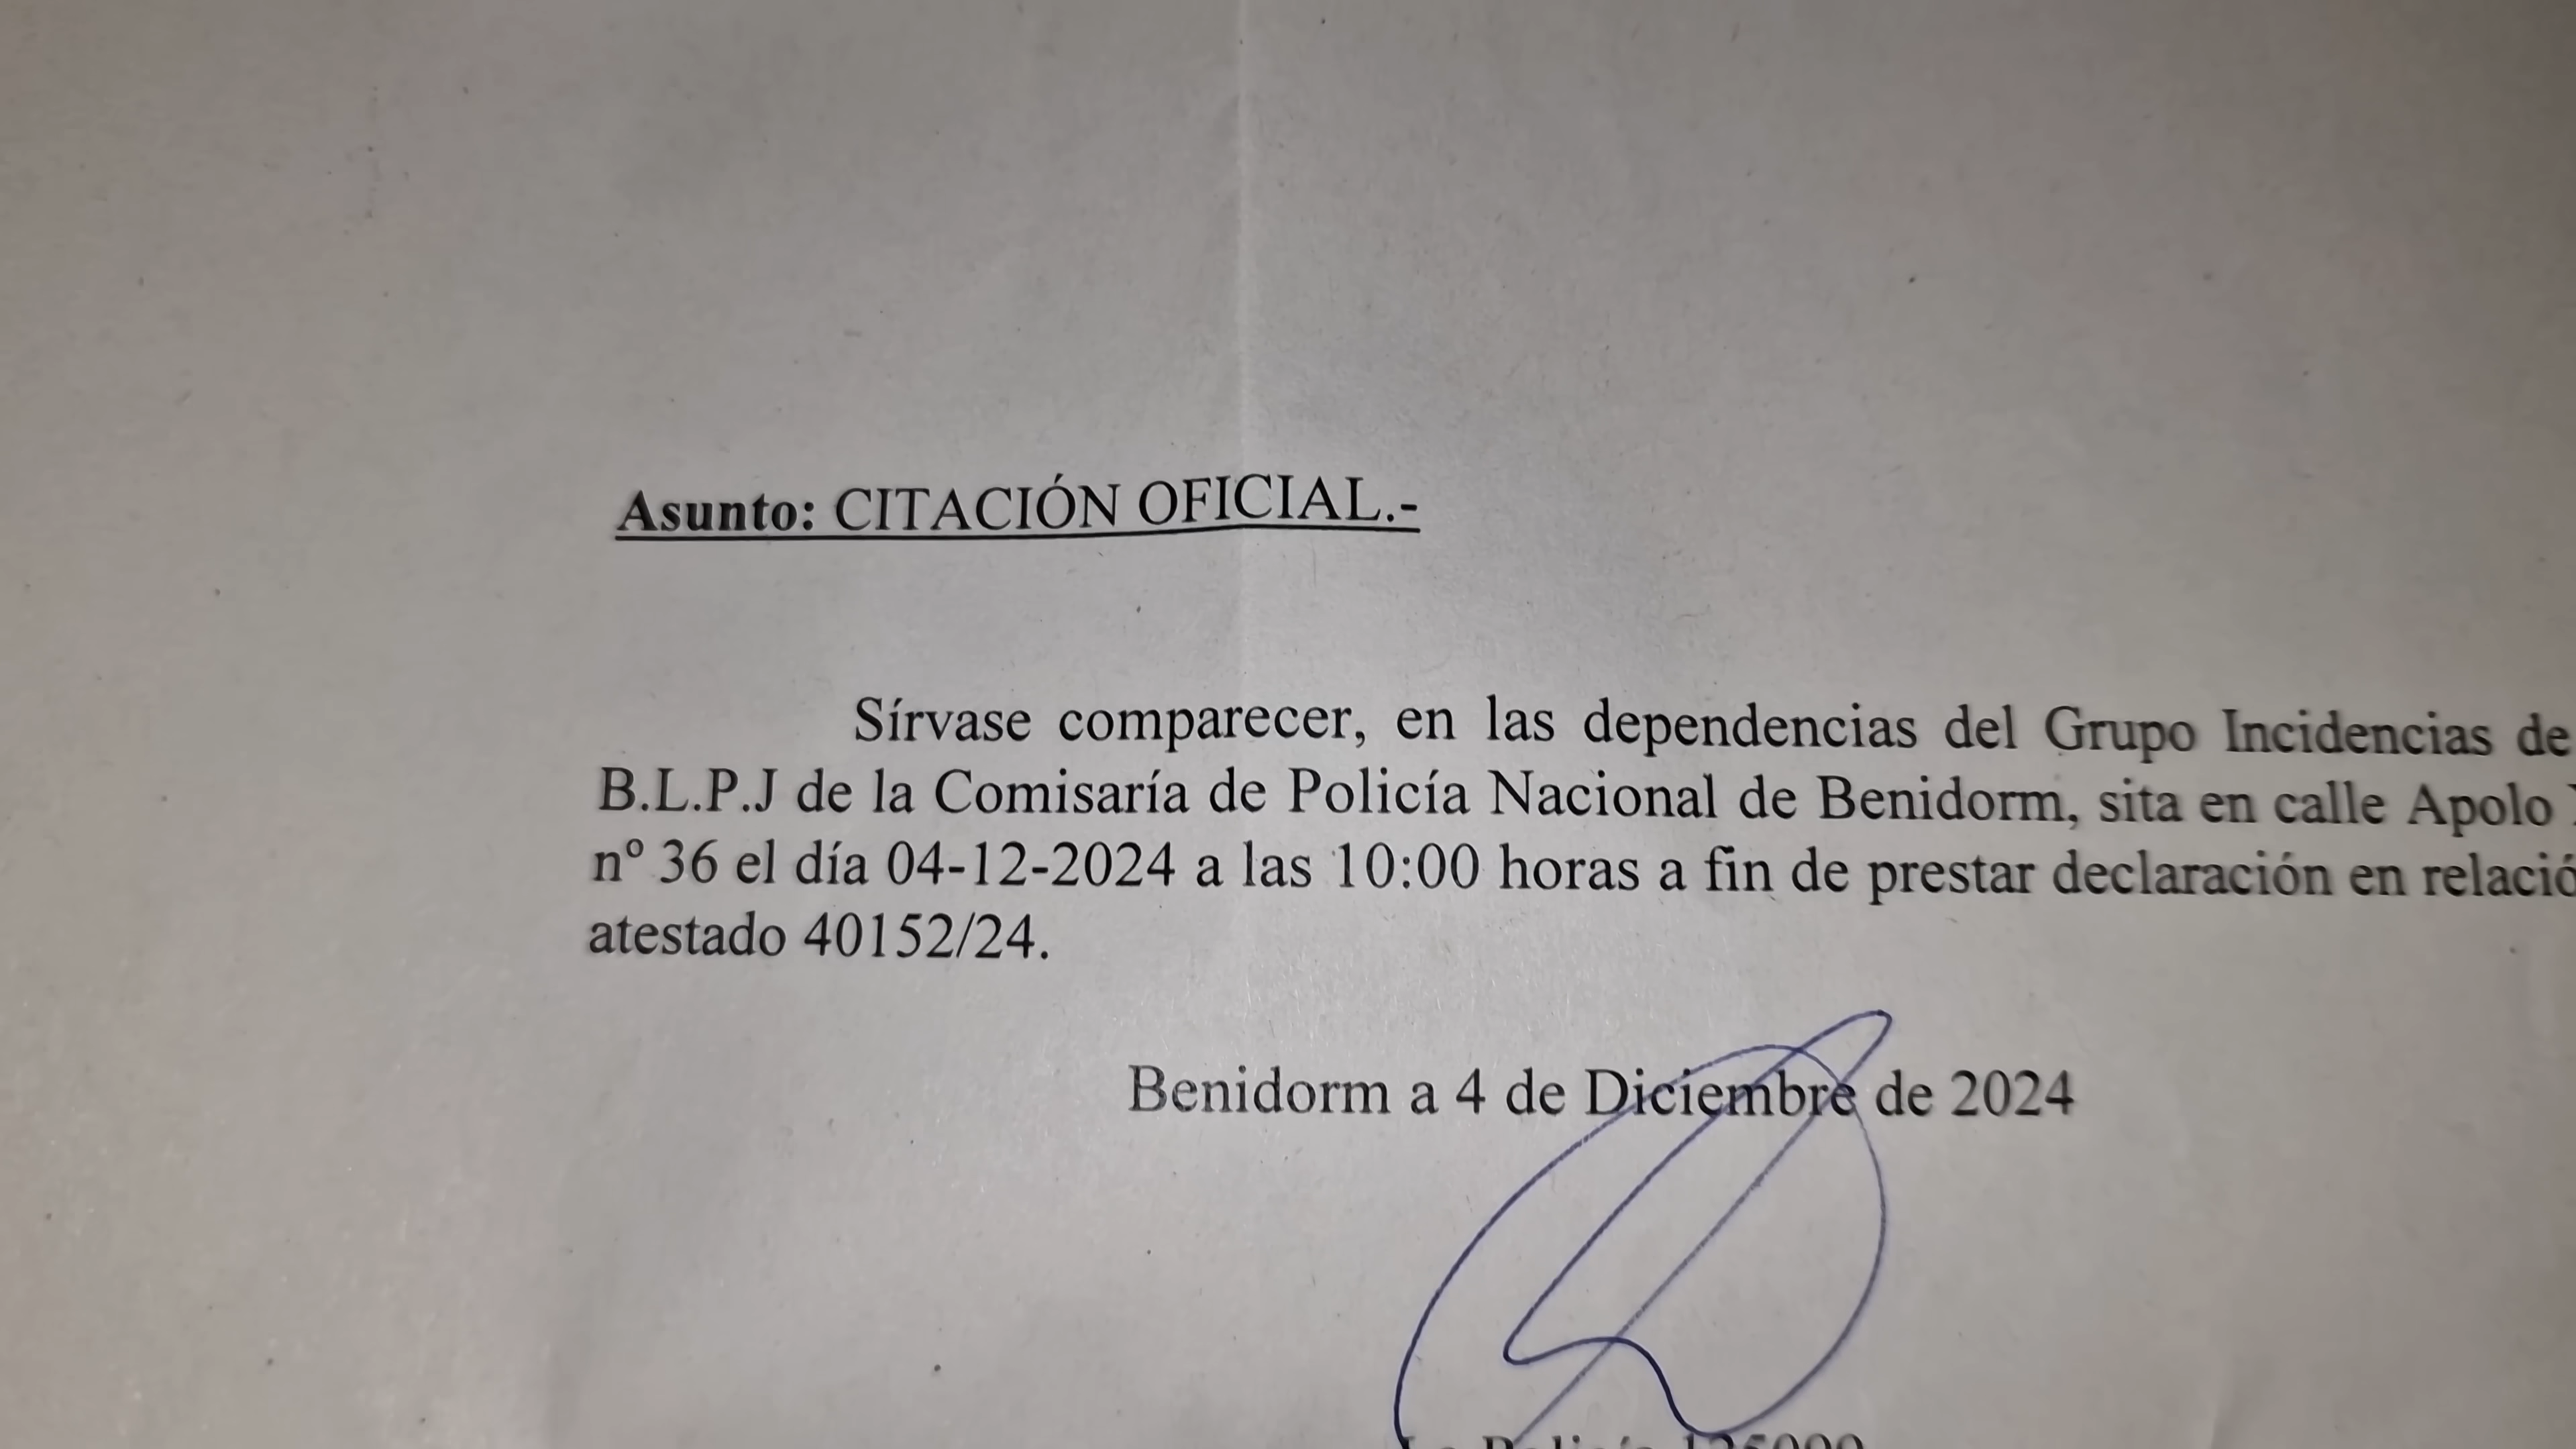 Asunto: CITACIÓN OFICIAL.-
Sírvase comparecer, en las dependencias del Grupo Incidencias de
B.L.P.J de la Comisaría de Policía Nacional de Benidorm, sita en calle Apolo
nº 36 el día 04-12-2024 a las 10:00 horas a fin de prestar declaración en relació
atestado 40152/24.
Benidorm a 4 de Diciembre de 2024